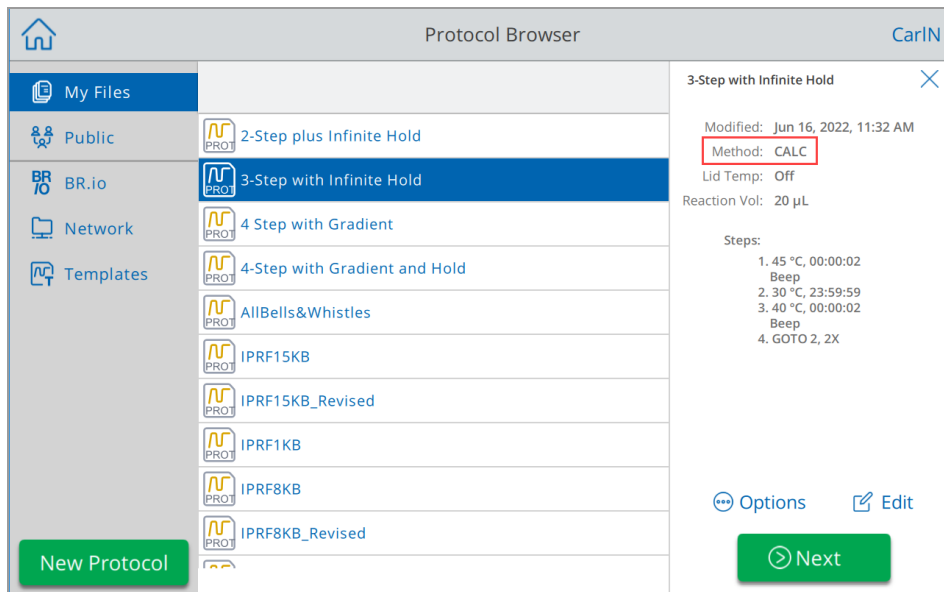 Protocol Browser
CarlN
My Files
Public
BR.io
Network
Templates
New Protocol
PROT 2-Step plus Infinite Hold
PROT 3-Step with Infinite Hold
PROT 4 Step with Gradient
PROT 4-Step with Gradient and Hold
PROT AllBells&Whistles
PROT IPRF15KB
PROT IPRF15KB_Revised
PROT IPRF1KB
PROT IPRF8KB
PROT IPRF8KB_Revised
3-Step with Infinite Hold
Modified: Jun 16, 2022, 11:32 AM
Method: CALC
Lid Temp: Off
Reaction Vol: 20 µL
Steps:
1. 45 °C, 00:00:02
Beep
2. 30 °C, 23:59:59
3. 40 °C, 00:00:02
Beep
4. GOTO 2, 2X
Options
Edit
Next